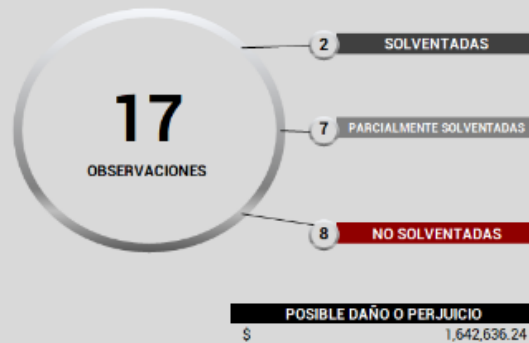 17
OBSERVACIONES
2 SOLVENTADAS
7 PARCIALMENTE SOLVENTADAS
8 NO SOLVENTADAS
POSIBLE DAÑO O PERJUICIO
$ 1,642,636.24